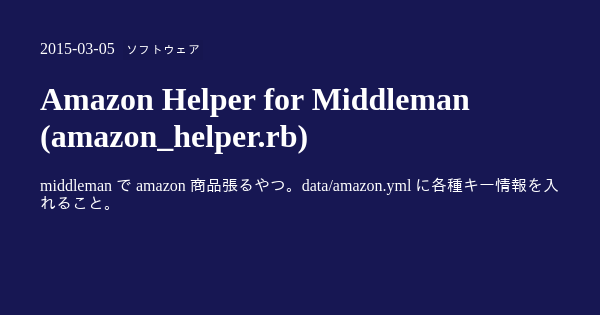 2015-03-05 ソフトウェア
Amazon Helper for Middleman
(amazon_helper.rb)
middleman で amazon 商品張るやつ。data/amazon.yml に各種キー情報を入
れること。